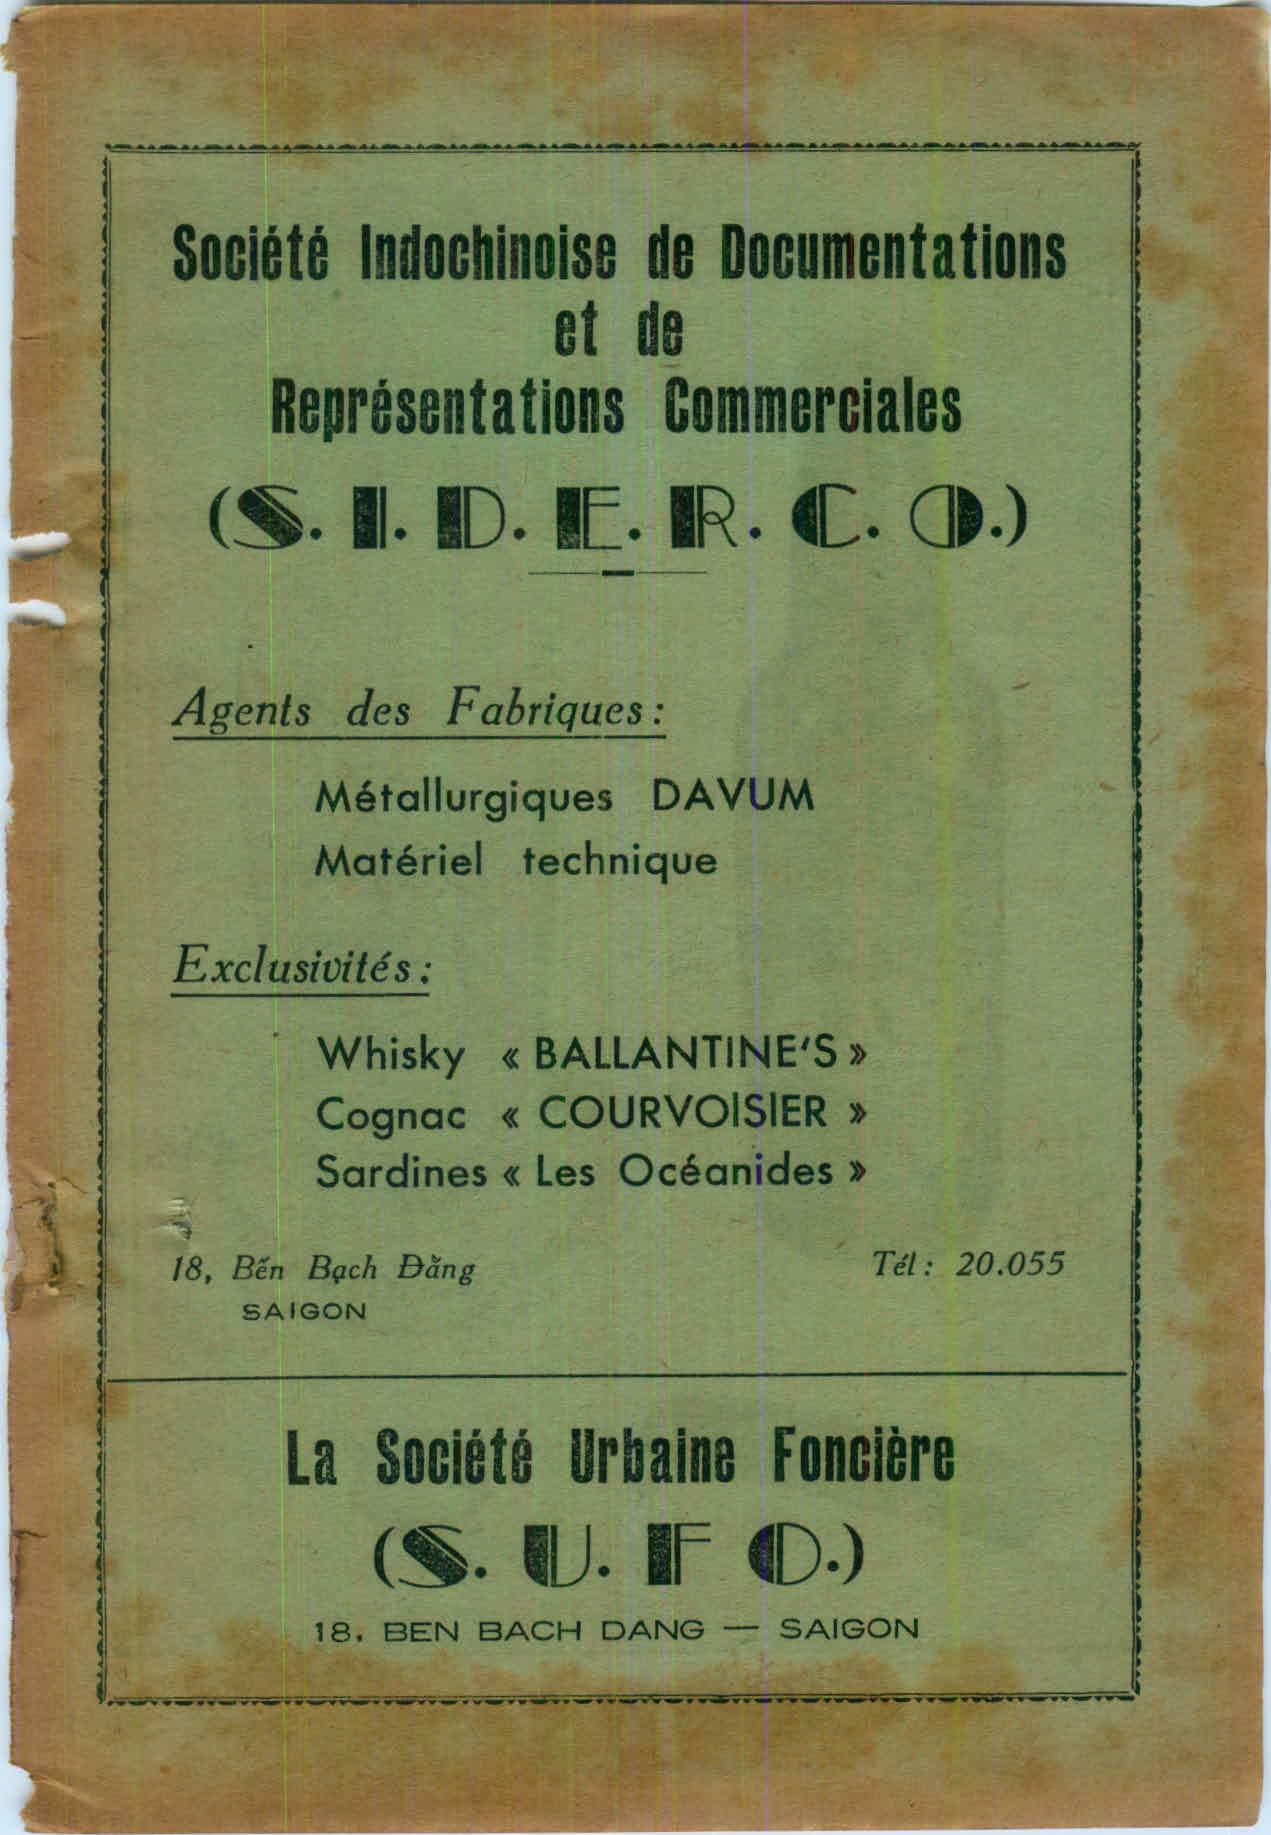 Société Indochinoise de Documentations
et de
Représentations Commerciales
(S. I. D. E. R. C. O.)
Agents des Fabriques :
Métallurgiques DAVUM
Matériel technique
Exclusivités :
Whisky « BALLANTINE'S »
Cognac « COURVOISIER »
Sardines « Les Océanides »
18, Bến Bạch Đằng
Tél : 20.055
SAIGON
La Société Urbaine Foncière
(S. U. F O.)
18, BEN BACH DANG — SAIGON